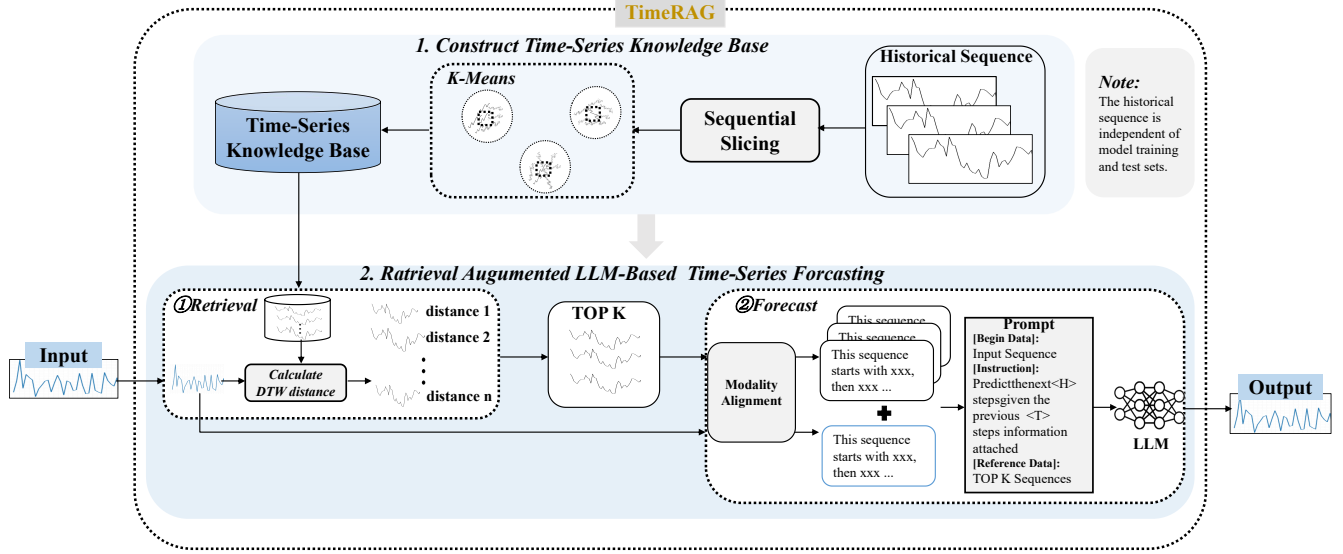 TimeRAG
1. Construct Time-Series Knowledge Base
K-Means
Historical Sequence
Time-Series
Knowledge Base
Sequential
Slicing
Note:
The historical
sequence is
independent of
model training
and test sets.
2. Ratrieval Augumented LLM-Based Time-Series Forcasting
①Retrieval
distance 1
distance 2
distance n
Calculate
DTW distance
TOP K
②Forecast
Modality
Alignment
This sequence
This sequence
This sequence
starts with xxx,
then xxx ...
This sequence
starts with xxx,
then xxx ...
Prompt
[Begin Data]:
Input Sequence
[Instruction]:
Predictthenext<H>
stepsgiven the
previous <T>
steps information
attached
[Reference Data]:
TOP K Sequences
LLM
Input
Output